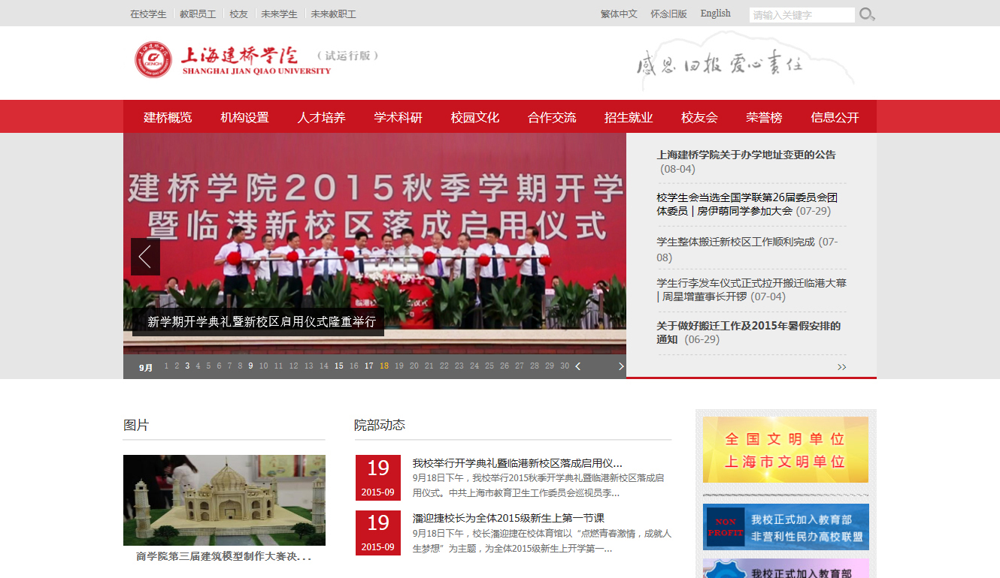 在校学生 教职员工 校友 未来学生 未来教职工
繁体中文 怀念旧版 English 请输入关键字
上海建桥学院 （试运行版）
SHANGHAI JIAN QIAO UNIVERSITY
GENCH
感恩 回报 爱心 责任
建桥概览 机构设置 人才培养 学术科研 校园文化 合作交流 招生就业 校友会 荣誉榜 信息公开
建桥学院2015秋季学期开学
暨临港新校区落成启用仪式
新学期开学典礼暨新校区启用仪式隆重举行
9月 1 2 3 4 5 6 7 8 9 10 11 12 13 14 15 16 17 18 19 20 21 22 23 24 25 26 27 28 29 30
上海建桥学院关于办学地址变更的公告
(08-04)
校学生会当选全国学联第26届委员会团
体委员 | 房伊萌同学参加大会 (07-29)
学生整体搬迁新校区工作顺利完成 (07-
08)
学生行李发车仪式正式拉开搬迁临港大幕
| 周星增董事长开锣 (07-04)
关于做好搬迁工作及2015年暑假安排的
通知 (06-29)
>>
图片
商学院第三届建筑模型制作大赛决...
院部动态
19
2015-09
我校举行开学典礼暨临港新校区落成启用仪...
9月18日下午，我校举行2015秋季开学典礼暨临港新校区落成启
用仪式。中共上海市教育卫生工作委员会巡视员李...
19
2015-09
潘迎捷校长为全体2015级新生上第一节课
9月18日下午，校长潘迎捷在校体育馆以“点燃青春激情，成就人
生梦想”为主题，为全体2015级新生上开学第一...
全国文明单位
上海市文明单位
NON
PROFIT
我校正式加入教育部
非营利性民办高校联盟
我校正式加入教育部